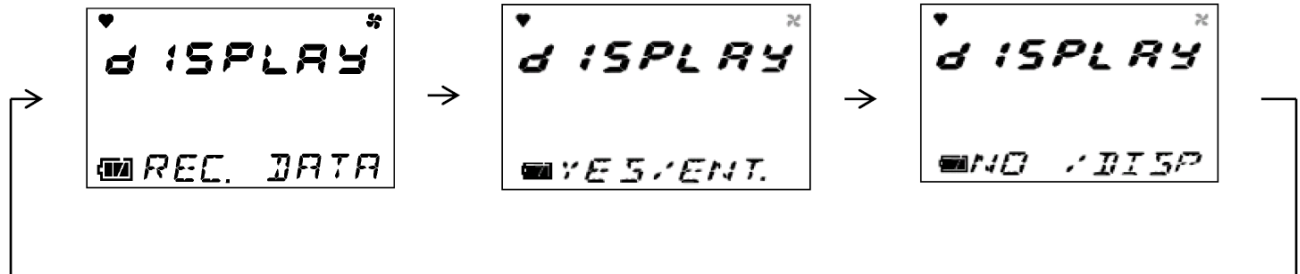 dISPLAY
REC. DATA
dISPLAY
YES/ENT.
dISPLAY
NO /DISP